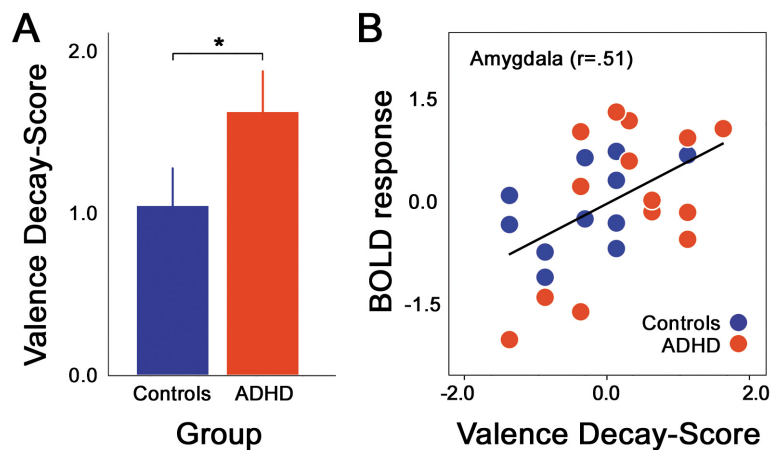 A
Valence Decay-Score
2.0
1.0
0.0
*
Controls
ADHD
Group
B
Amygdala (r=.51)
BOLD response
1.5
0.0
-1.5
Controls
ADHD
-2.0
0.0
2.0
Valence Decay-Score